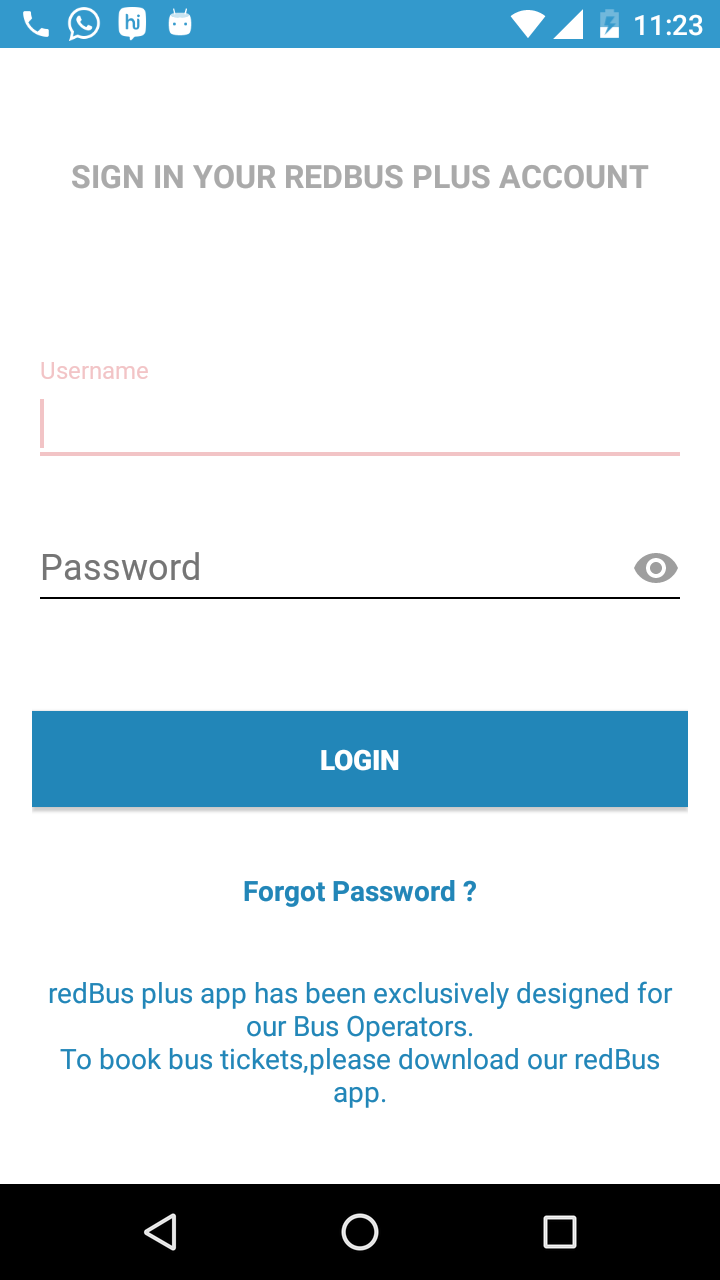 hi 11:23
SIGN IN YOUR REDBUS PLUS ACCOUNT
Username
Password
LOGIN
Forgot Password ?
redBus plus app has been exclusively designed for
our Bus Operators.
To book bus tickets,please download our redBus
app.